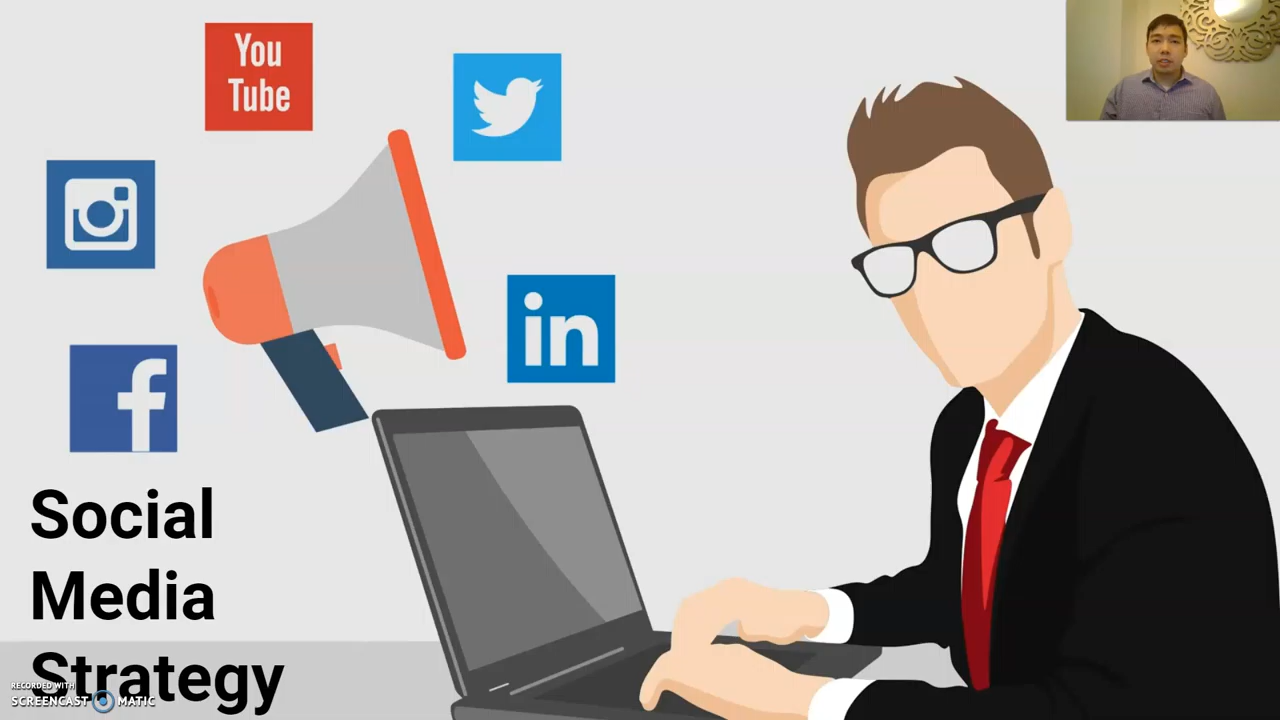 You
Tube
in
f
Social
Media
Strategy
RECORDED WITH
SCREENCAST MATIC